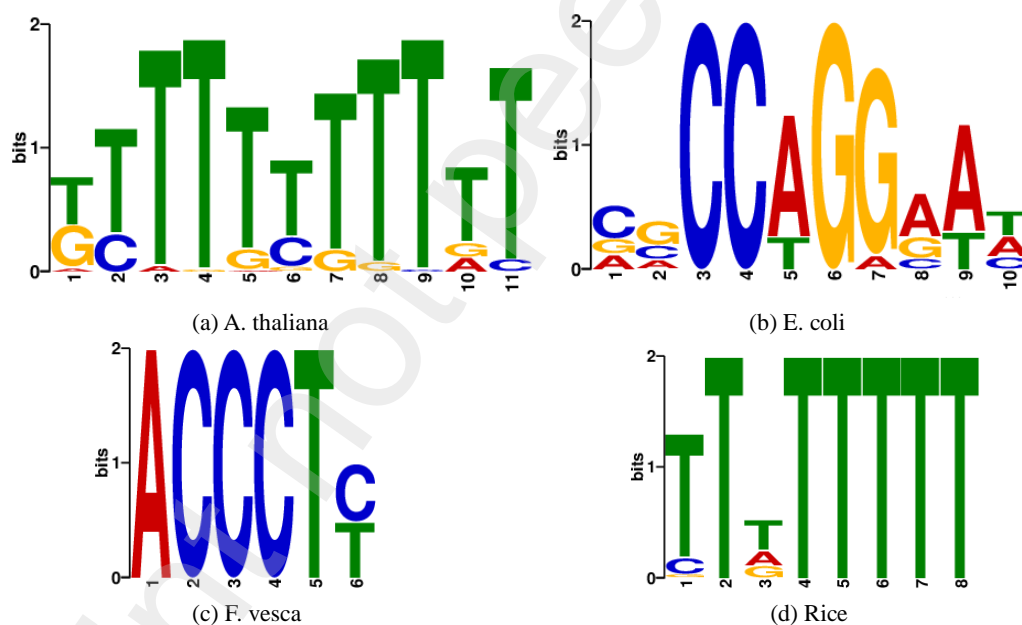 2
1
0
bits
T G A
T C
T A
T
T G
T C
T G
T G
T
T G A
T C
1 2 3 4 5 6 7 8 9 10 11
(a) A. thaliana
2
1
0
bits
C G A
G C A
C
C
A T
G
G A
A G C
A T
T A C
1 2 3 4 5 6 7 8 9 10
(b) E. coli
2
1
0
bits
A
C
C
C
T
C T
1 2 3 4 5 6
(c) F. vesca
2
1
0
bits
T C
T
T A G
T
T
T
T
T
1 2 3 4 5 6 7 8
(d) Rice
not pee